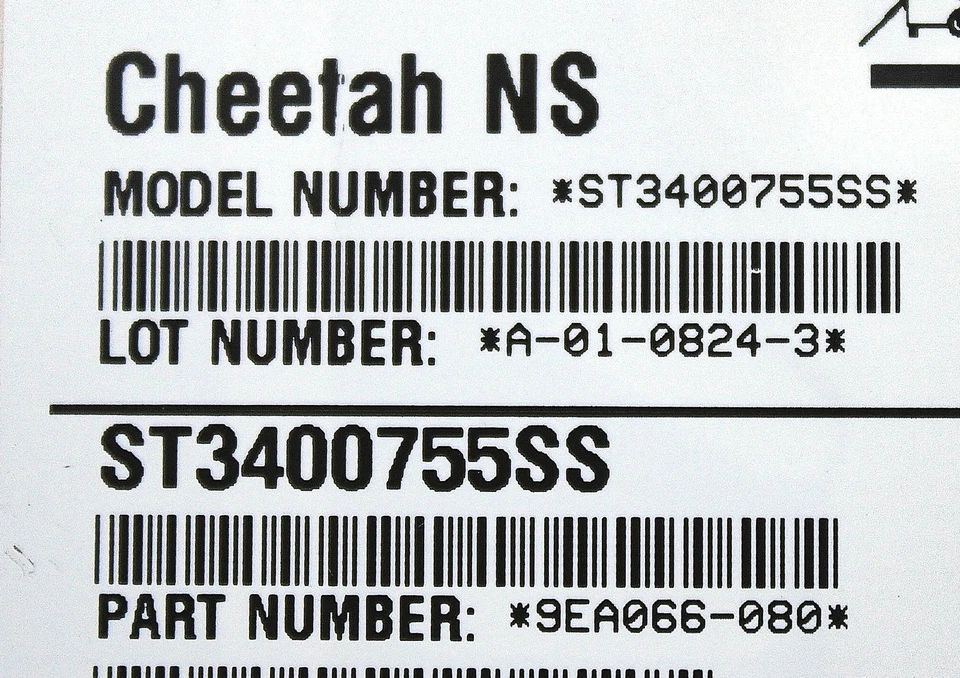 Cheetah NS
MODEL NUMBER: *ST3400755SS*
LOT NUMBER: *A-01-0824-3*
ST3400755SS
PART NUMBER: *9EA066-080*